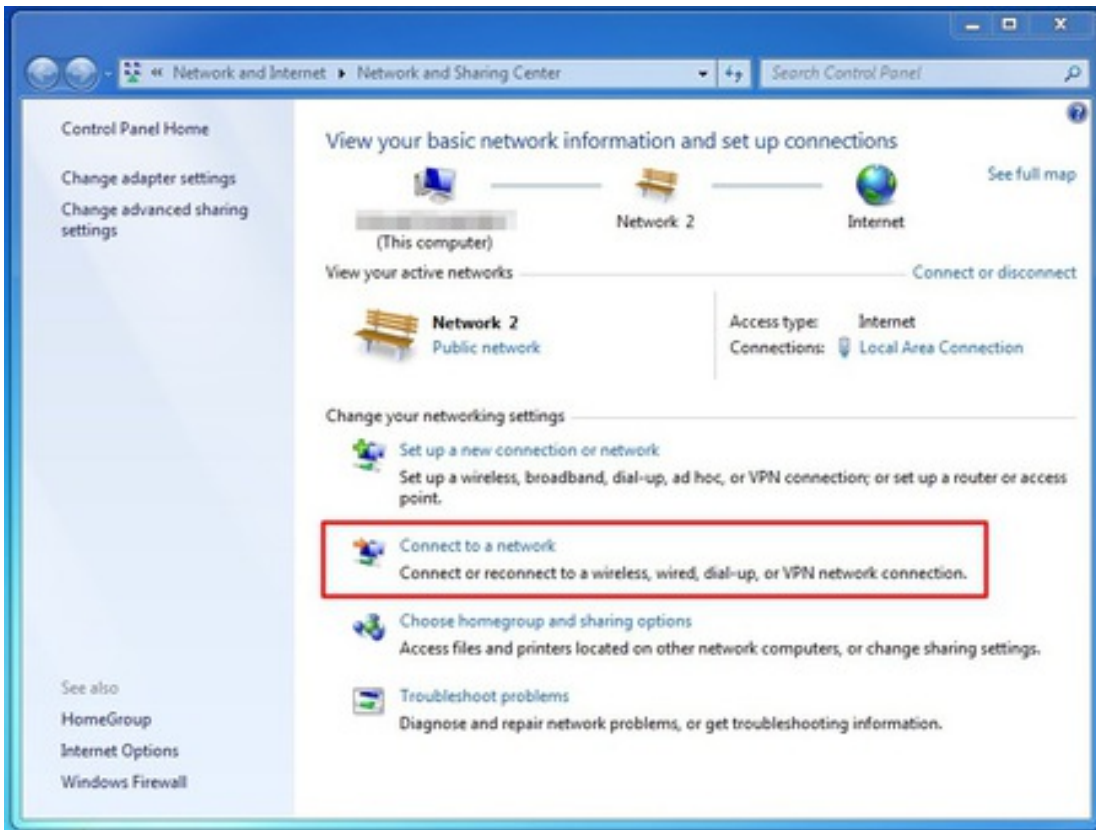 « Network and Internet ▸ Network and Sharing Center
Search Control Panel
Control Panel Home
Change adapter settings
Change advanced sharing
settings
See also
HomeGroup
Internet Options
Windows Firewall
View your basic network information and set up connections
See full map
(This computer)
Network 2
Internet
View your active networks
Connect or disconnect
Network 2
Public network
Access type: Internet
Connections: Local Area Connection
Change your networking settings
Set up a new connection or network
Set up a wireless, broadband, dial-up, ad hoc, or VPN connection; or set up a router or access
point.
Connect to a network
Connect or reconnect to a wireless, wired, dial-up, or VPN network connection.
Choose homegroup and sharing options
Access files and printers located on other network computers, or change sharing settings.
Troubleshoot problems
Diagnose and repair network problems, or get troubleshooting information.